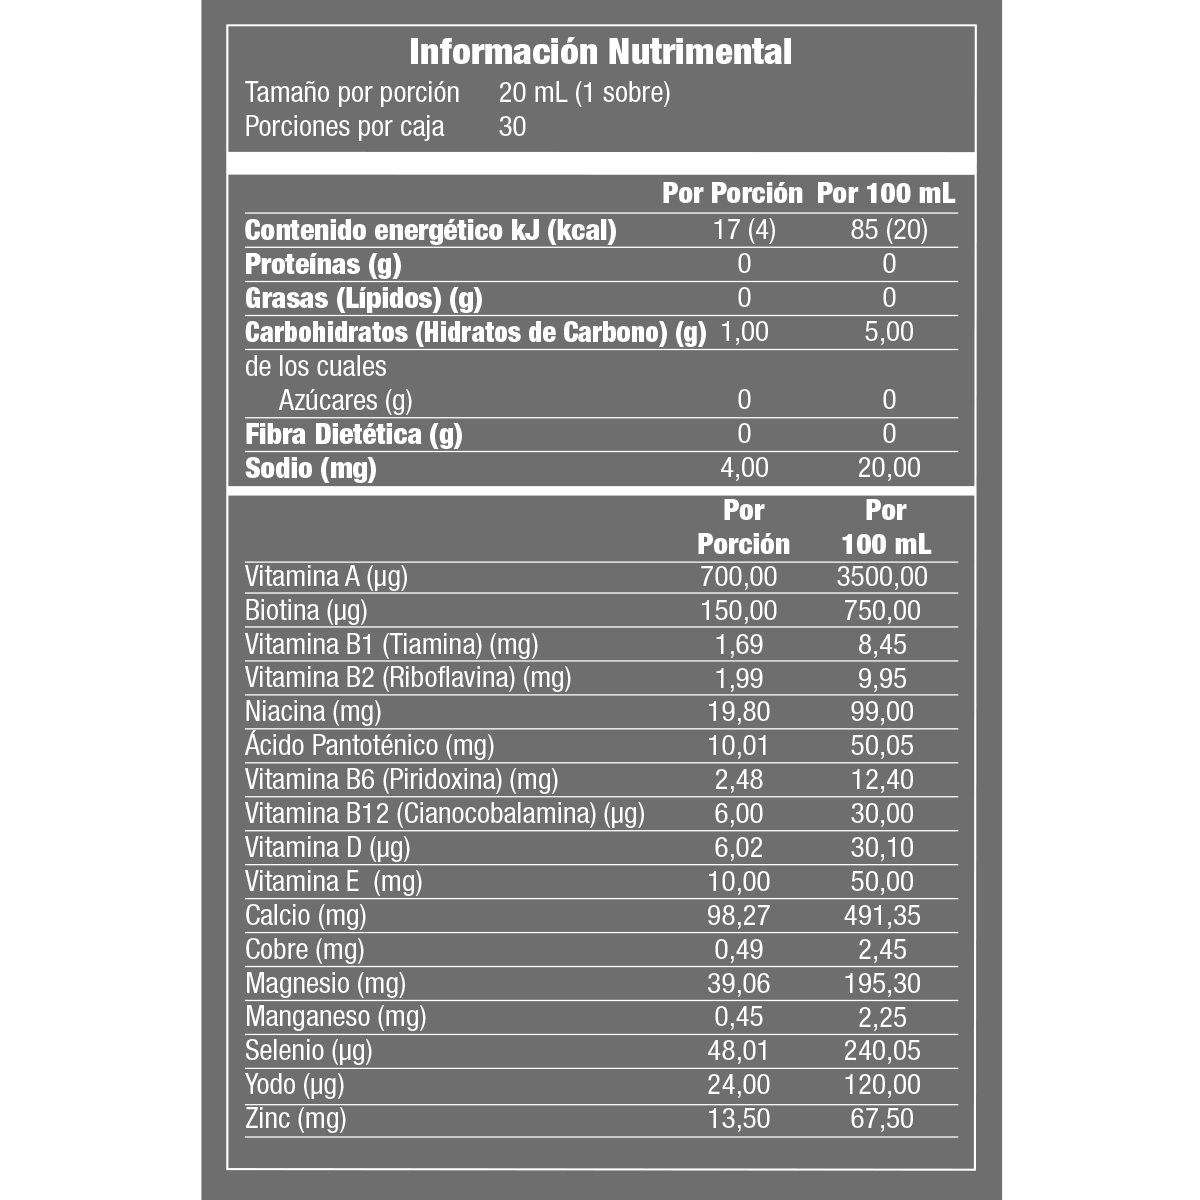 Información Nutrimental
Tamaño por porción 20 mL (1 sobre)
Porciones por caja 30
Por Porción Por 100 mL
Contenido energético kJ (kcal) 17 (4) 85 (20)
Proteínas (g) 0 0
Grasas (Lípidos) (g) 0 0
Carbohidratos (Hidratos de Carbono) (g) 1,00 5,00
de los cuales
Azúcares (g) 0 0
Fibra Dietética (g) 0 0
Sodio (mg) 4,00 20,00
Por Por
Porción 100 mL
Vitamina A (µg) 700,00 3500,00
Biotina (µg) 150,00 750,00
Vitamina B1 (Tiamina) (mg) 1,69 8,45
Vitamina B2 (Riboflavina) (mg) 1,99 9,95
Niacina (mg) 19,80 99,00
Ácido Pantoténico (mg) 10,01 50,05
Vitamina B6 (Piridoxina) (mg) 2,48 12,40
Vitamina B12 (Cianocobalamina) (µg) 6,00 30,00
Vitamina D (µg) 6,02 30,10
Vitamina E (mg) 10,00 50,00
Calcio (mg) 98,27 491,35
Cobre (mg) 0,49 2,45
Magnesio (mg) 39,06 195,30
Manganeso (mg) 0,45 2,25
Selenio (µg) 48,01 240,05
Yodo (µg) 24,00 120,00
Zinc (mg) 13,50 67,50